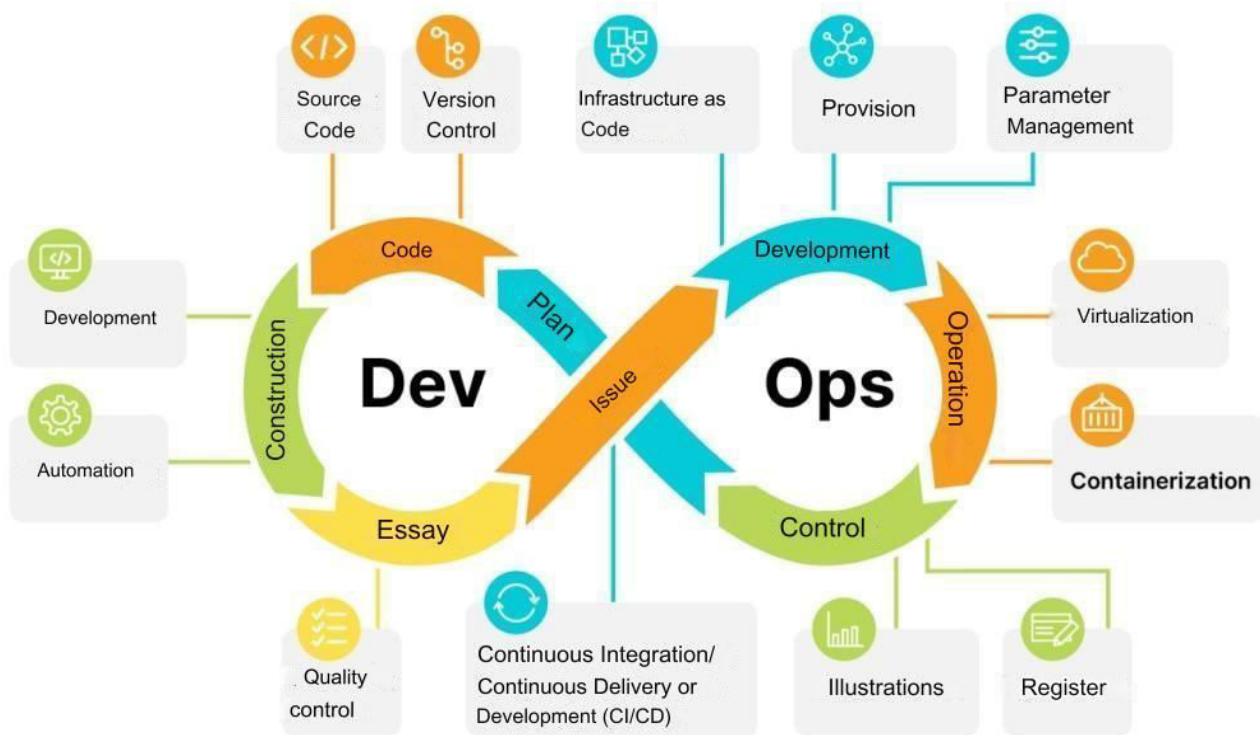 Source
Code
Version
Control
Infrastructure as
Code
Provision
Parameter
Management
Development
Automation
Code
Plan
Construction
Dev
Essay
Issue
Development
Ops
Operation
Control
Virtualization
Containerization
Quality
control
Continuous Integration/
Continuous Delivery or
Development (CI/CD)
Illustrations
Register